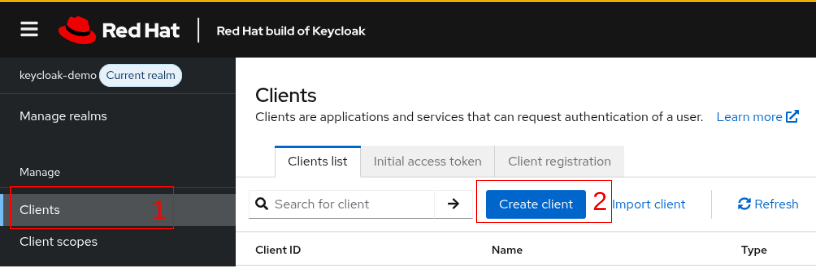 Red Hat Red Hat build of Keycloak
keycloak-demo Current realm
Manage realms
Manage
Clients 1
Client scopes
Clients
Clients are applications and services that can request authentication of a user. Learn more
Clients list Initial access token Client registration
Search for client Create client 2 Import client Refresh
Client ID Name Type